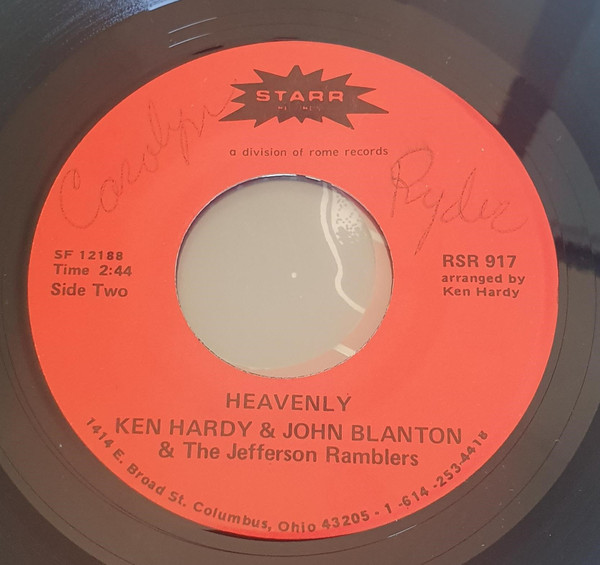 STARR
a division of rome records
Carolyn
Ryder
SF 12188
Time 2:44
Side Two
RSR 917
arranged by
Ken Hardy
HEAVENLY
KEN HARDY & JOHN BLANTON
& The Jefferson Ramblers
1414 E. Broad St. Columbus, Ohio 43205 - 1 - 614 - 253-4418